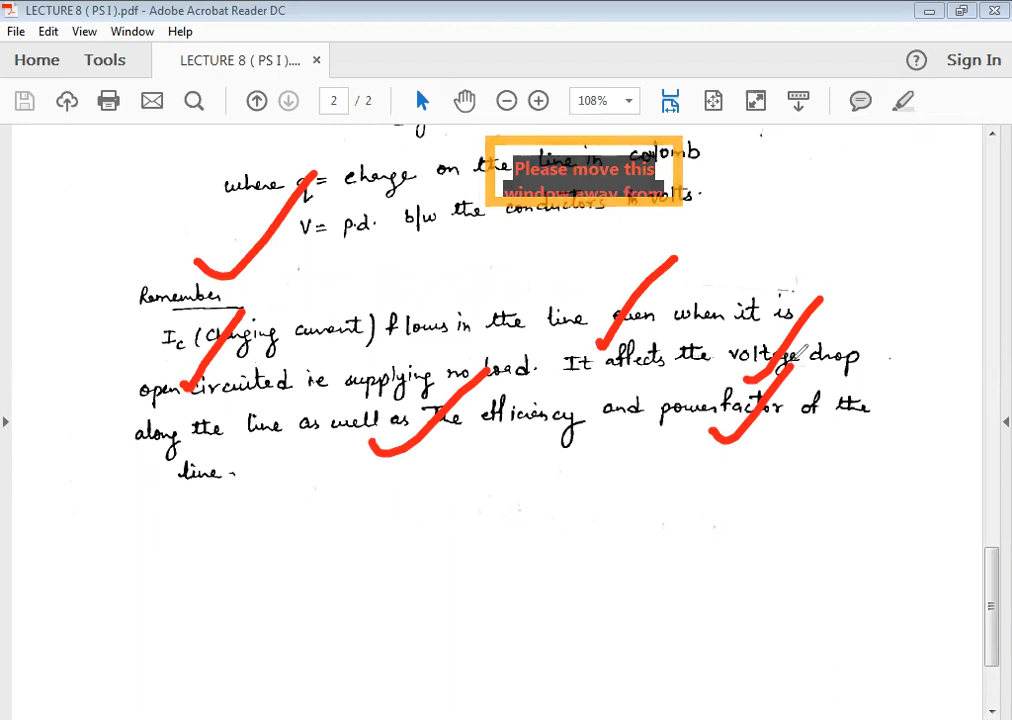 LECTURE 8 ( PS I ).pdf - Adobe Acrobat Reader DC
File Edit View Window Help
Home Tools LECTURE 8 ( PS I ).... × ? Sign In
2 / 2 108%
where q = charge on the line in colomb
Please move this
window away from
V = p.d. b/w the conductors in volts.
Remember
Ic (Changing current) flows in the line even when it is
open circuited ie supplying no load. It affects the voltage drop
along the line as well as The efficiency and power factor of the
line.